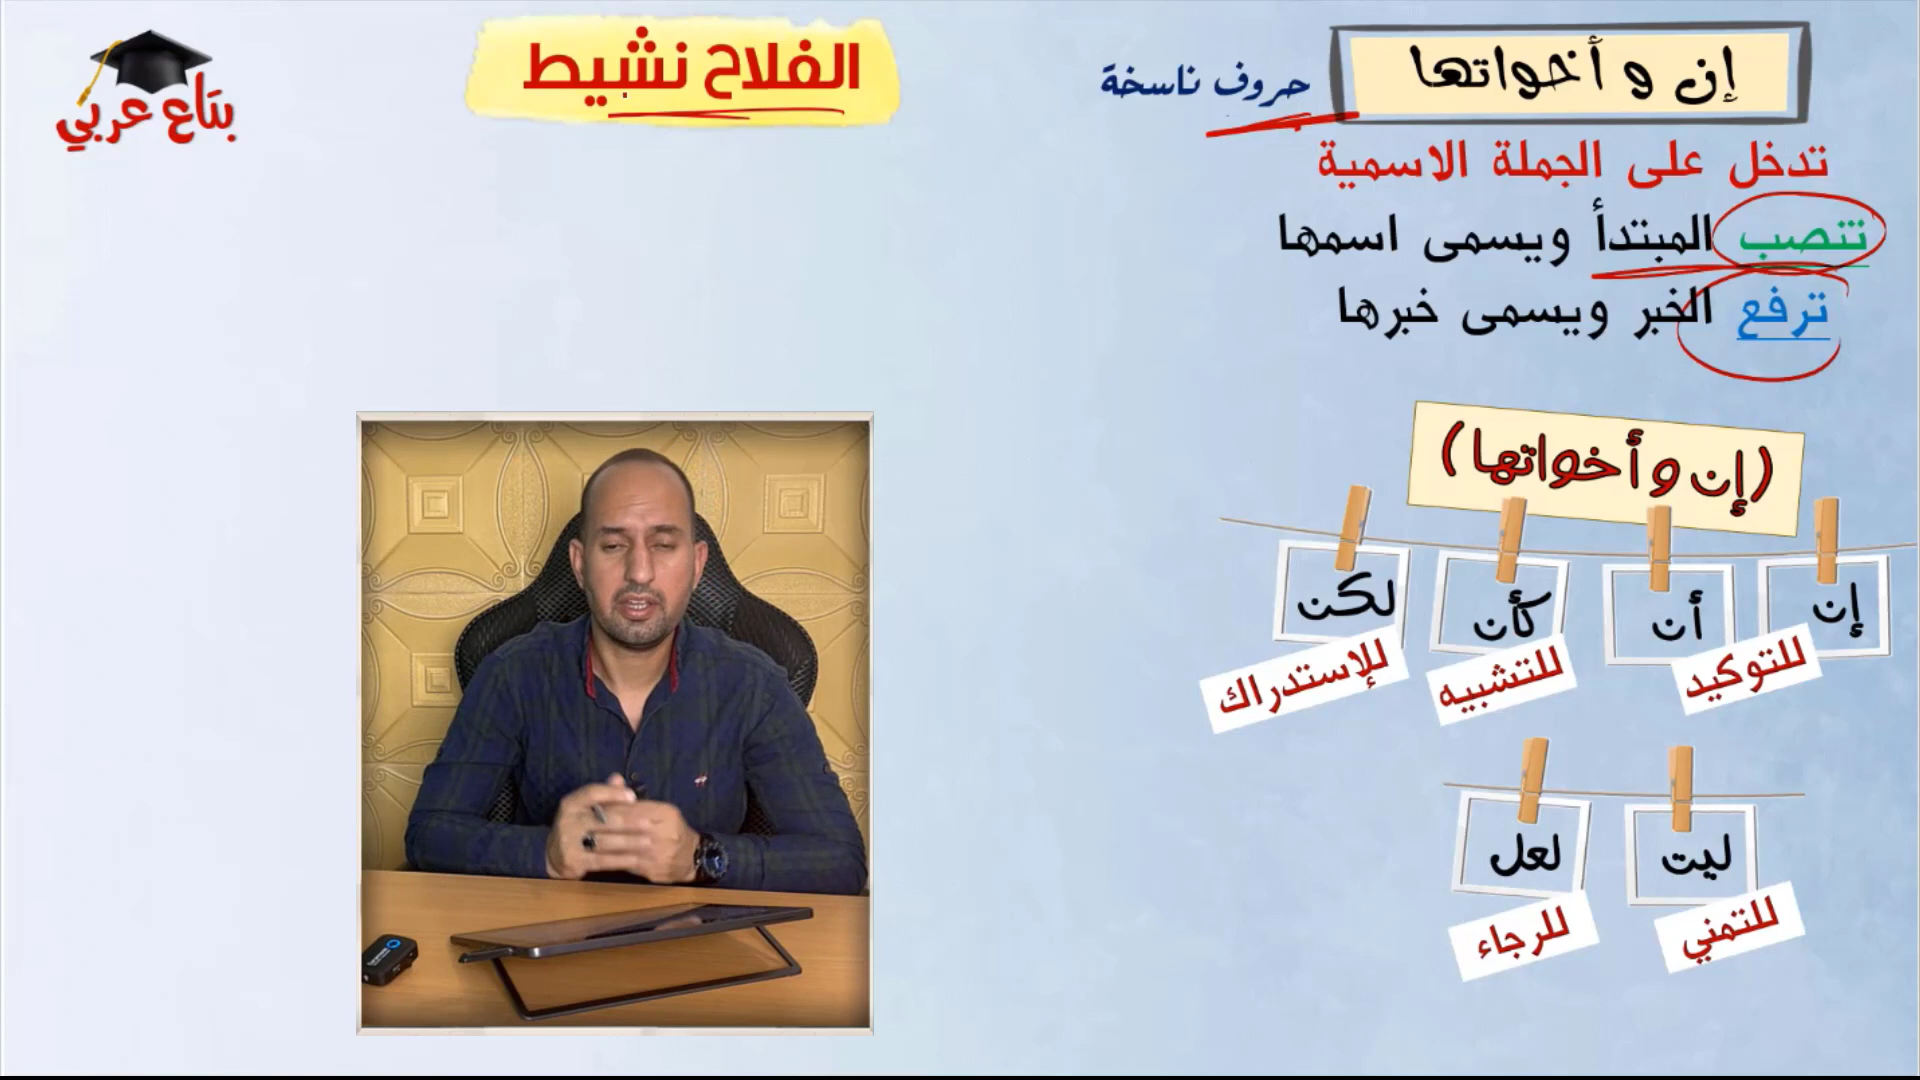 إن و أخواتها
حروف ناسخة
الفلاح نشيط
بتاع عربي
تدخل على الجملة الاسمية
تنصب المبتدأ ويسمى اسمها
ترفع الخبر ويسمى خبرها
(إن و أخواتها)
إن أن كأن لكن
للتوكيد للتشبيه للإستدراك
ليت لعل
للتمني للرجاء